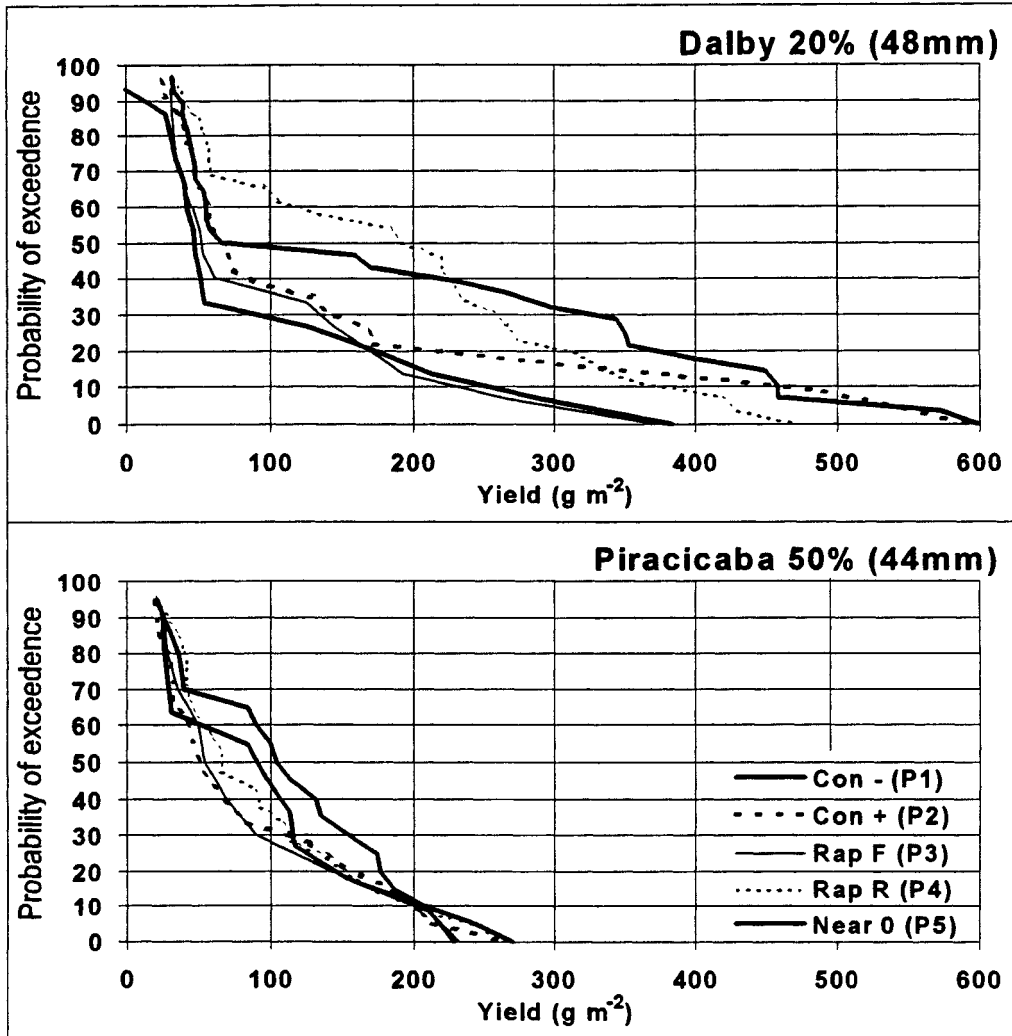 Dalby 20% (48mm)
Probability of exceedence
100
90
80
70
60
50
40
30
20
10
0
0 100 200 300 400 500 600
Yield (g m⁻²)
Piracicaba 50% (44mm)
Probability of exceedence
100
90
80
70
60
50
40
30
20
10
0
Con - (P1)
Con + (P2)
Rap F (P3)
Rap R (P4)
Near 0 (P5)
0 100 200 300 400 500 600
Yield (g m⁻²)